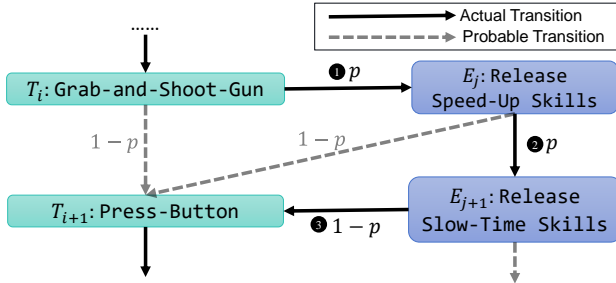 ......
Actual Transition
Probable Transition
T_i: Grab-and-Shoot-Gun
❶ p
E_j: Release
Speed-Up Skills
1 − p
1 − p
❷ p
T_{i+1}: Press-Button
❸ 1 − p
E_{j+1}: Release
Slow-Time Skills